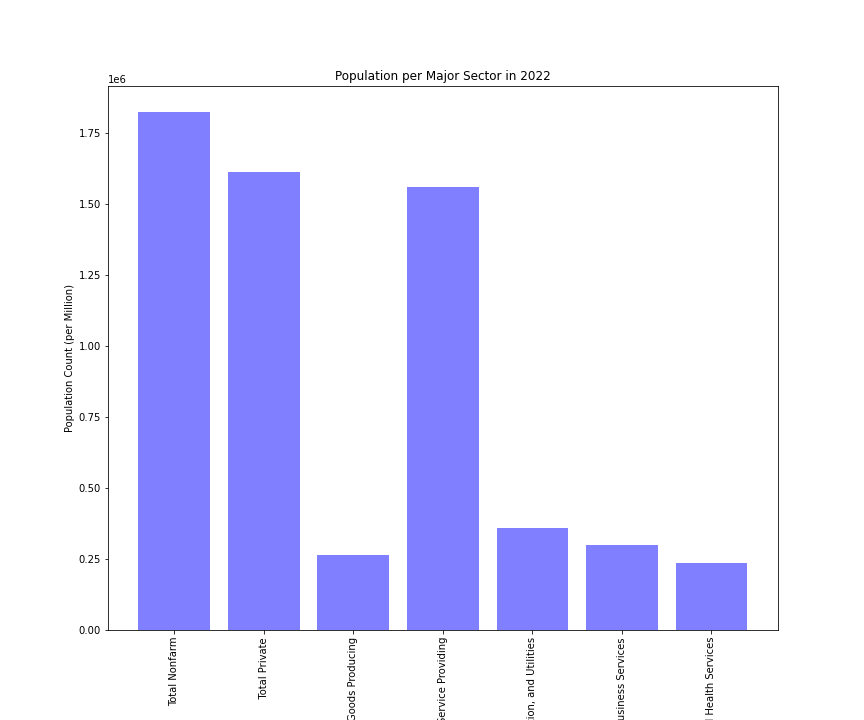 Population per Major Sector in 2022
1e6
Population Count (per Million)
1.75
1.50
1.25
1.00
0.75
0.50
0.25
0.00
Total Nonfarm
Total Private
Goods Producing
Service Providing
and Utilities
Services
Health Services